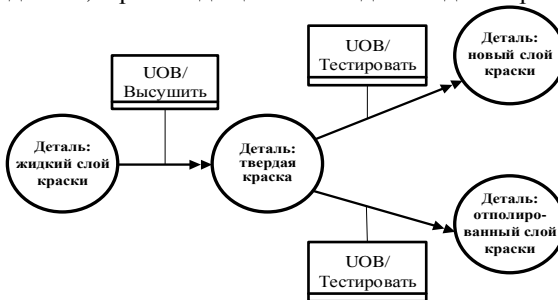 UOB/
Высушить
UOB/
Тестировать
Деталь:
новый слой
краски
Деталь:
жидкий слой
краски
Деталь:
твердая
краска
Деталь:
отполиро-
ванный слой
краски
UOB/
Тестировать